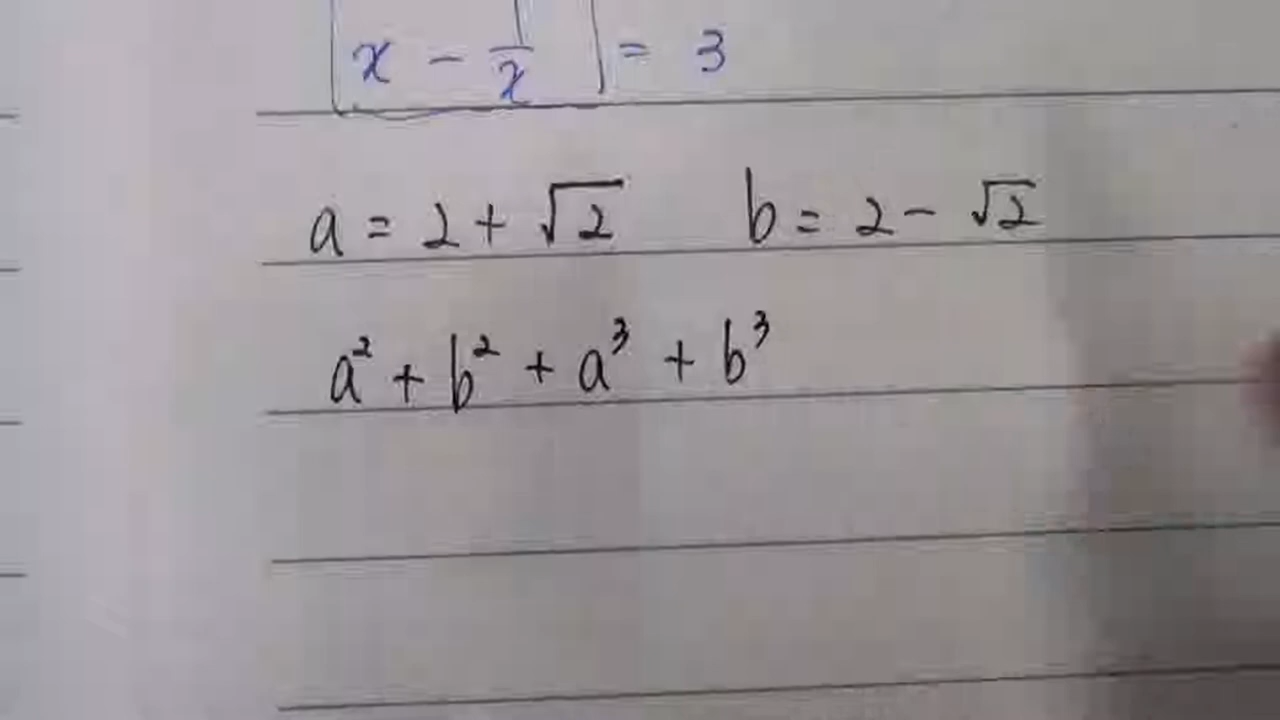 x - 1/x = 3
a = 2 + √2 b = 2 - √2
a² + b² + a³ + b³